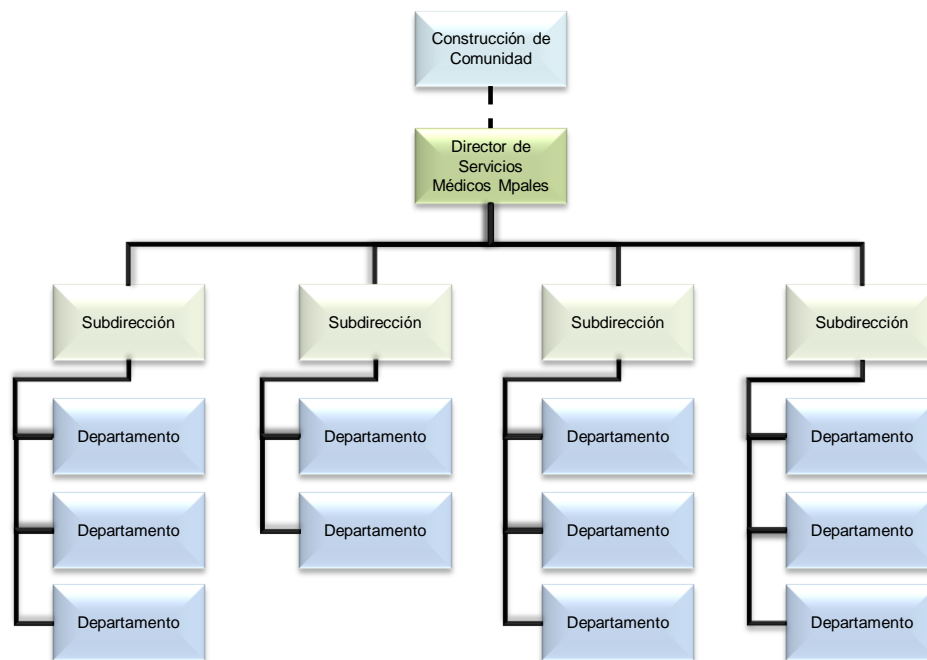 Construcción de
Comunidad
Director de
Servicios
Médicos Mpales
Subdirección
Subdirección
Subdirección
Subdirección
Departamento
Departamento
Departamento
Departamento
Departamento
Departamento
Departamento
Departamento
Departamento
Departamento
Departamento